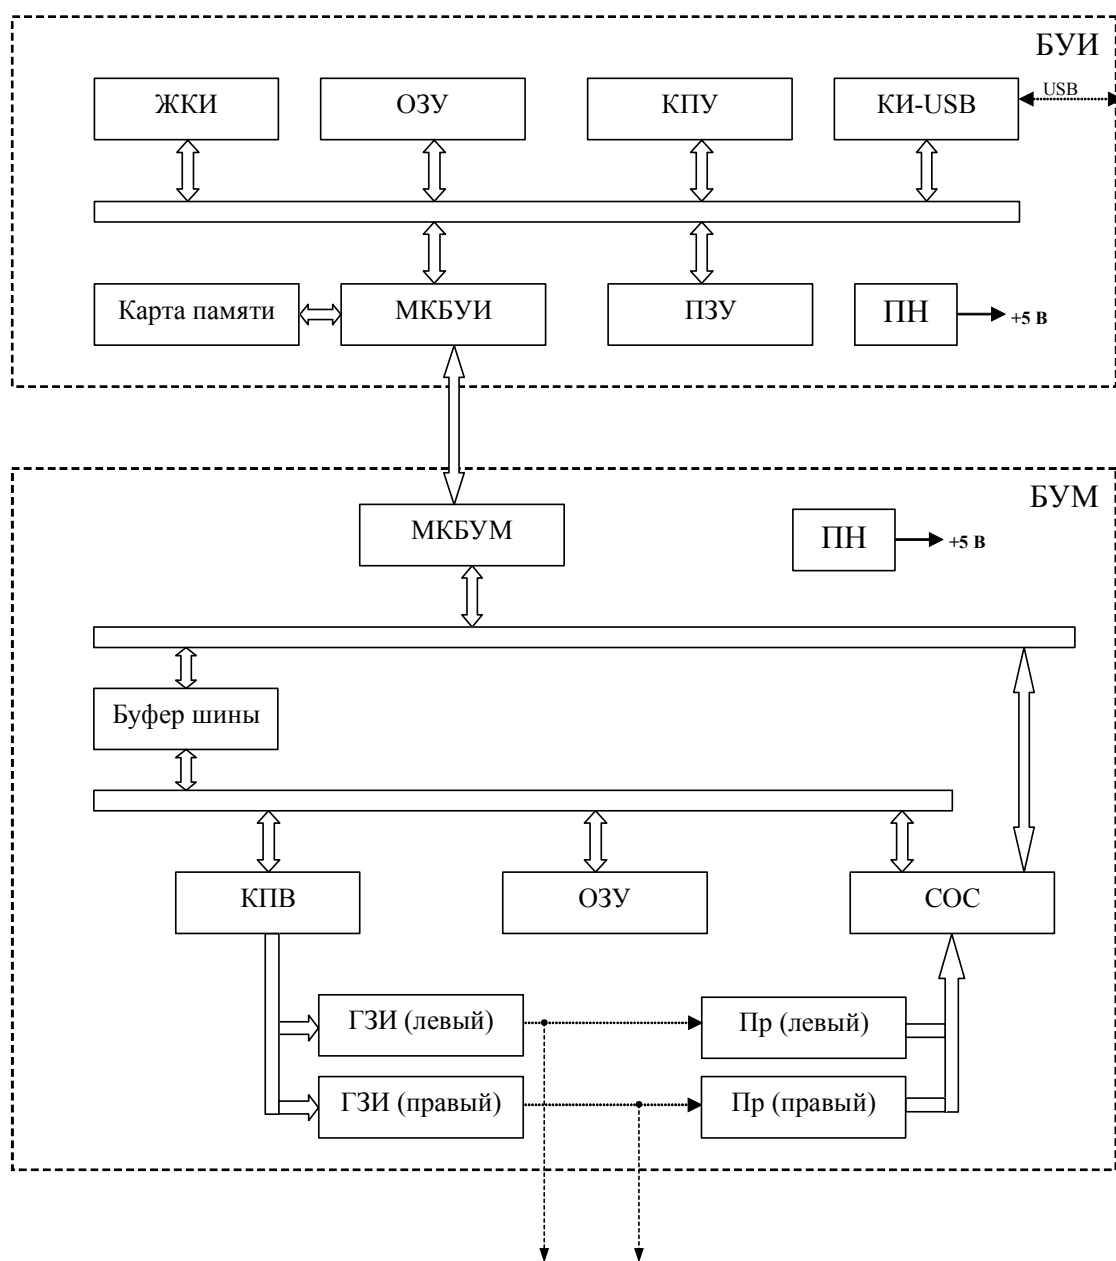 БУИ
ЖКИ
ОЗУ
КПУ
КИ-USB
USB
Карта памяти
МКБУИ
ПЗУ
ПН
+5 В
БУМ
МКБУМ
ПН
+5 В
Буфер шины
КПВ
ОЗУ
СОС
ГЗИ (левый)
Пр (левый)
ГЗИ (правый)
Пр (правый)